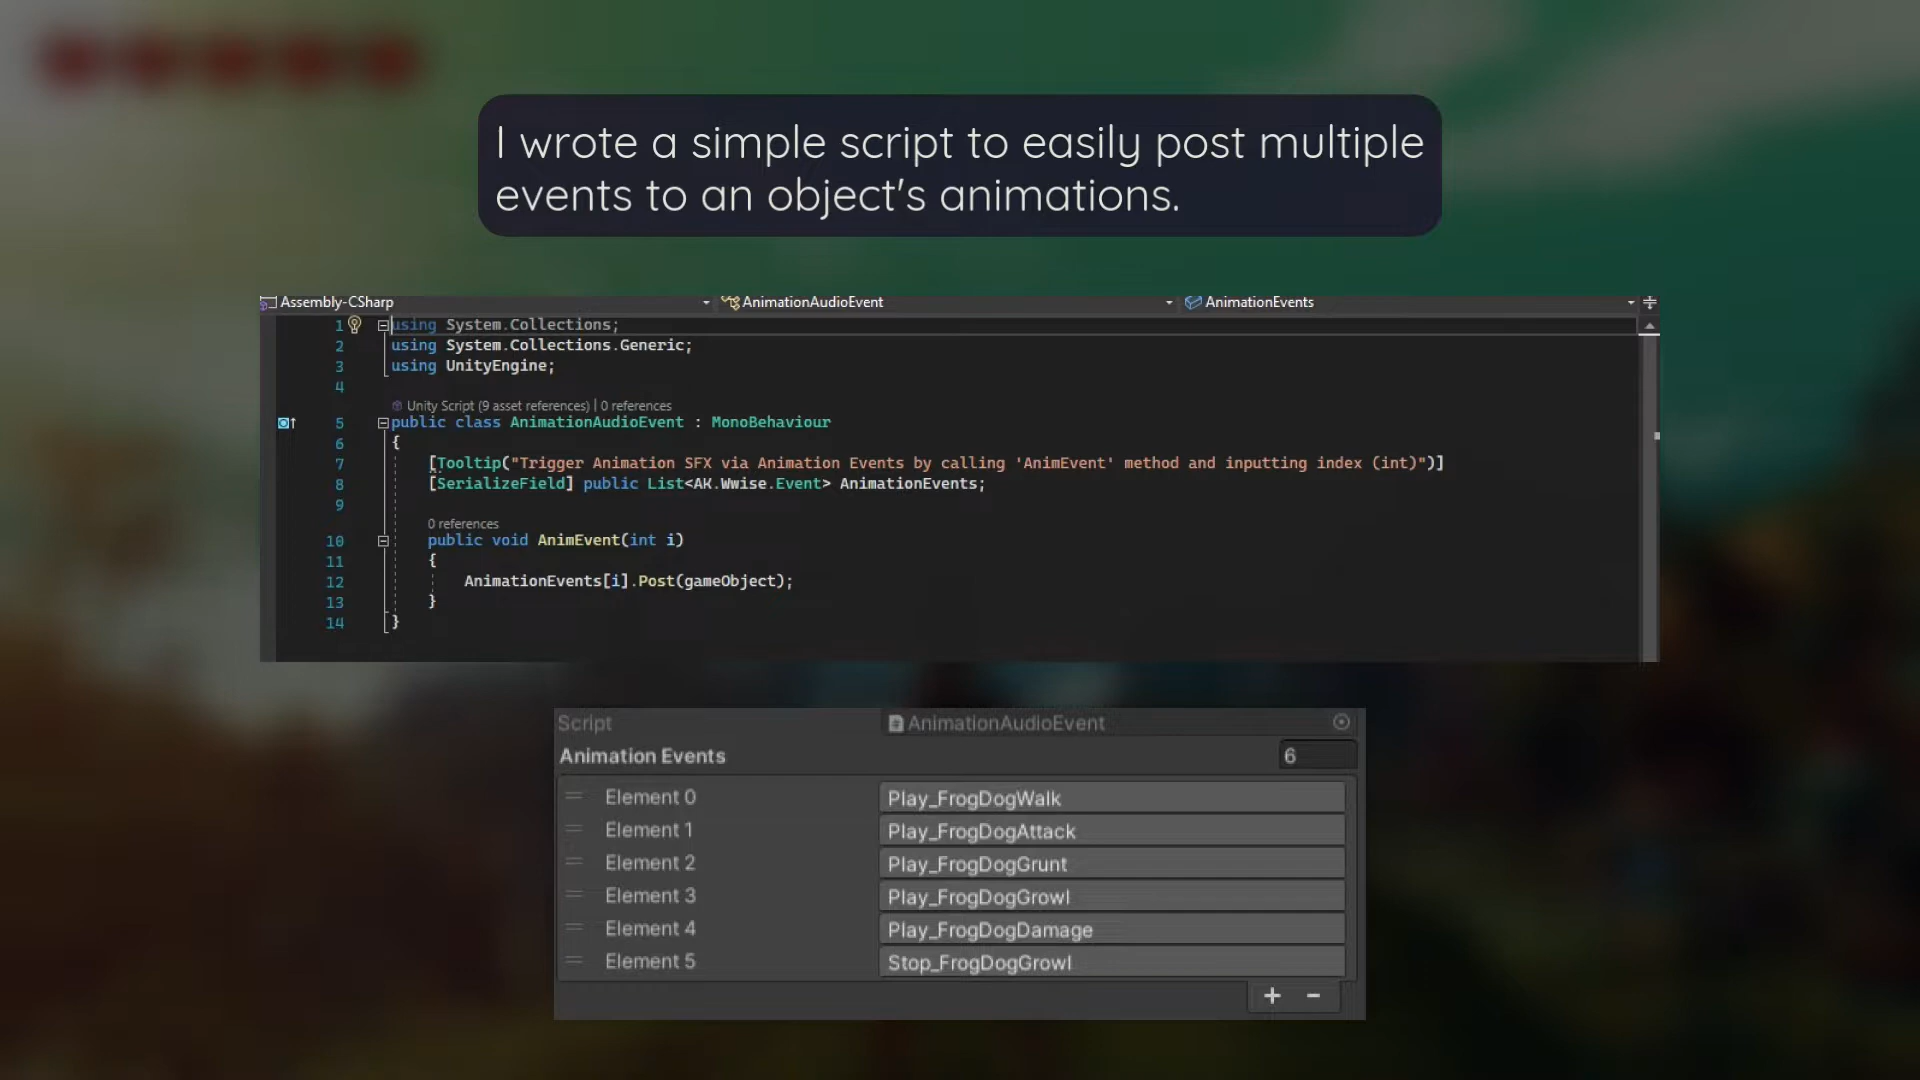 I wrote a simple script to easily post multiple
events to an object's animations.
Assembly-CSharp AnimationAudioEvent AnimationEvents
1 using System.Collections;
2 using System.Collections.Generic;
3 using UnityEngine;
4
Unity Script (9 asset references) | 0 references
5 public class AnimationAudioEvent : MonoBehaviour
6 {
7 [Tooltip("Trigger Animation SFX via Animation Events by calling 'AnimEvent' method and inputting index (int)")]
8 [SerializeField] public List<AK.Wwise.Event> AnimationEvents;
9
0 references
10 public void AnimEvent(int i)
11 {
12 AnimationEvents[i].Post(gameObject);
13 }
14 }
Script AnimationAudioEvent
Animation Events 6
Element 0 Play_FrogDogWalk
Element 1 Play_FrogDogAttack
Element 2 Play_FrogDogGrunt
Element 3 Play_FrogDogGrowl
Element 4 Play_FrogDogDamage
Element 5 Stop_FrogDogGrowl
+ −